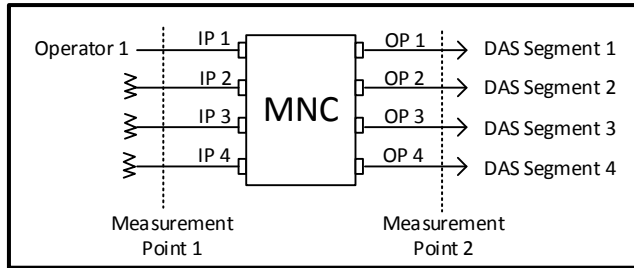 Operator 1 IP 1 OP 1 DAS Segment 1
IP 2 OP 2 DAS Segment 2
MNC
IP 3 OP 3 DAS Segment 3
IP 4 OP 4 DAS Segment 4
Measurement Point 1
Measurement Point 2